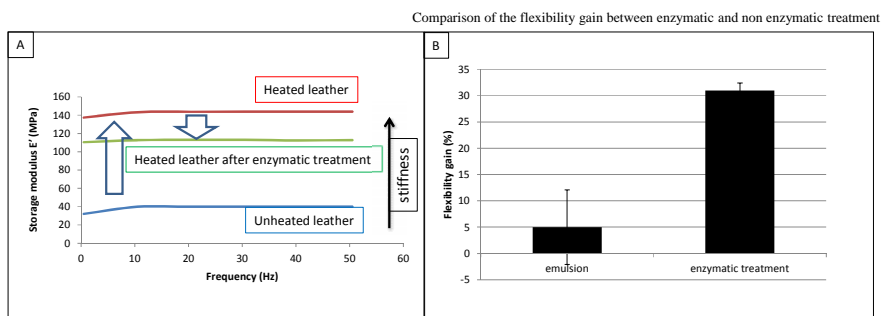 Comparison of the flexibility gain between enzymatic and non enzymatic treatment
A
Heated leather
Heated leather after enzymatic treatment
Unheated leather
stiffness
Storage modulus E' (MPa)
160
140
120
100
80
60
40
20
0
0 10 20 30 40 50 60
Frequency (Hz)
B
Flexibility gain (%)
35
30
25
20
15
10
5
0
-5
emulsion enzymatic treatment